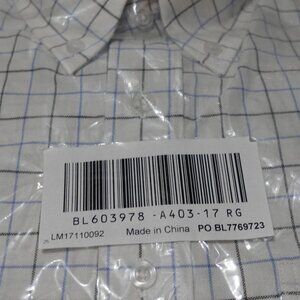 BL603978 - A403-17 RG
LM17110092 Made in China PO BL7769723